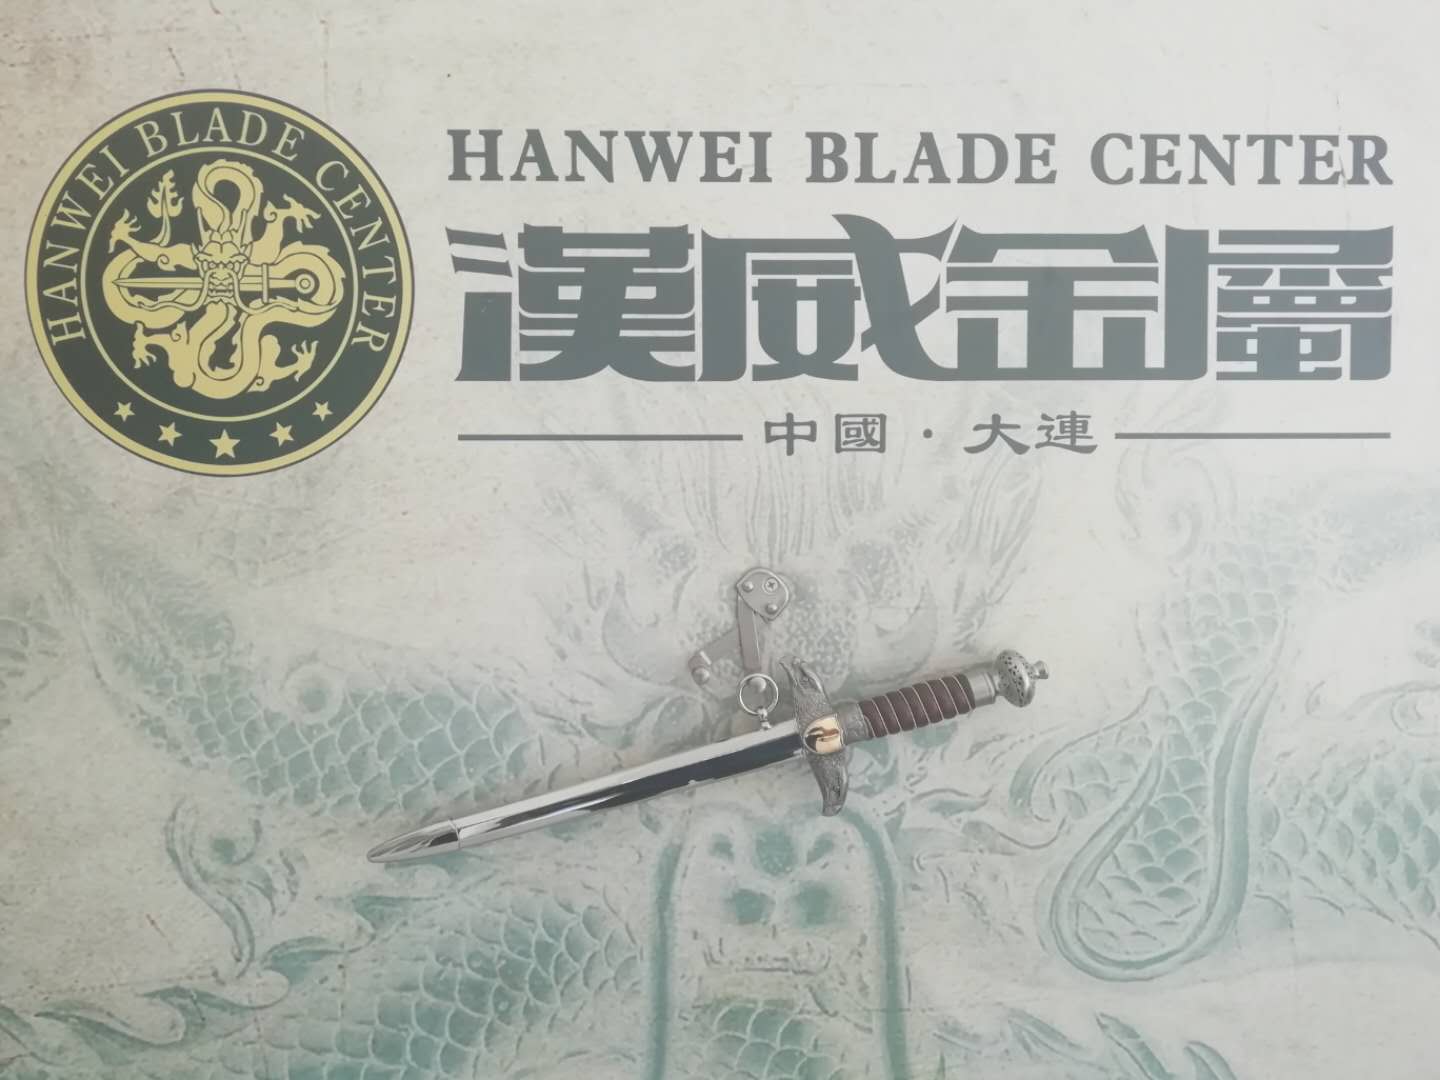 HANWEI BLADE CENTER
HANWEI BLADE CENTER
漢威金屬
中國·大連